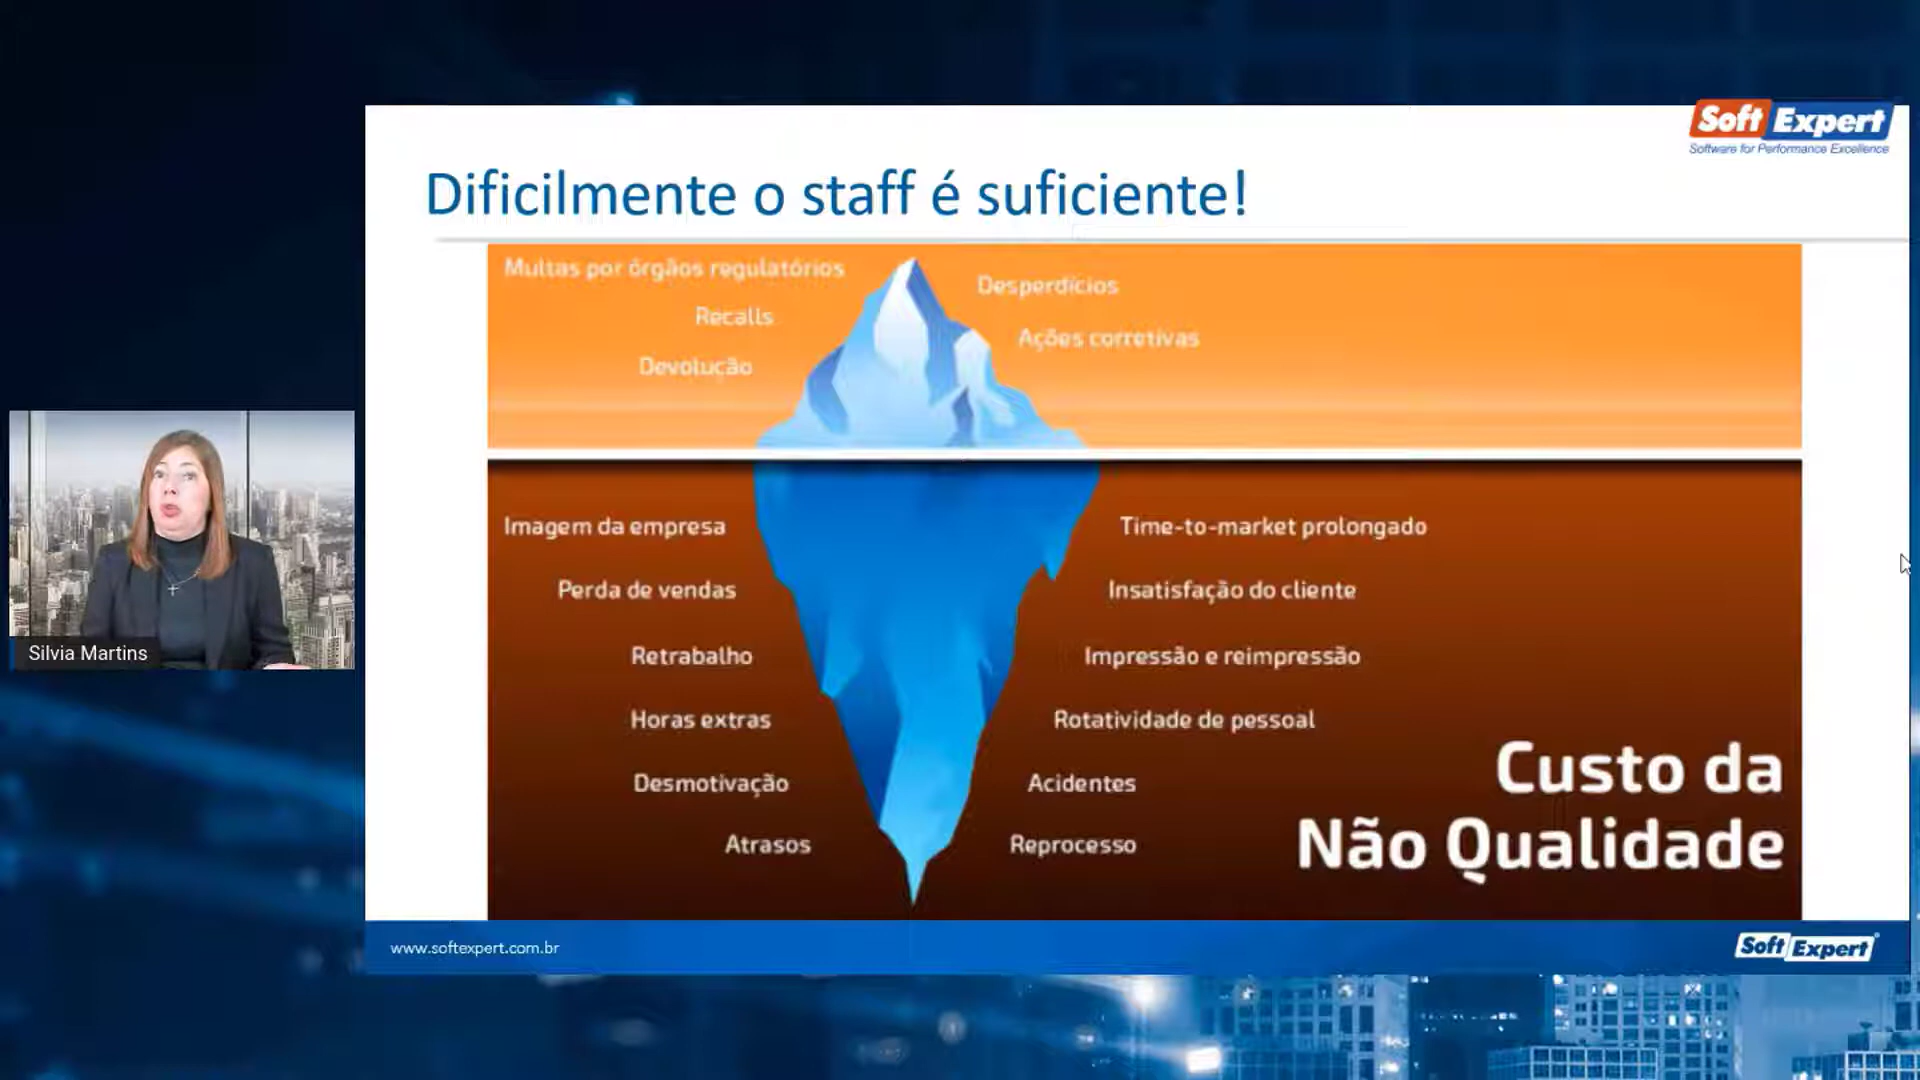 Soft Expert
Software for Performance Excellence
Dificilmente o staff é suficiente!
Multas por órgãos regulatórios
Desperdícios
Recalls
Ações corretivas
Devolução
Imagem da empresa
Time-to-market prolongado
Perda de vendas
Insatisfação do cliente
Retrabalho
Impressão e reimpressão
Horas extras
Rotatividade de pessoal
Desmotivação
Acidentes
Atrasos
Reprocesso
Custo da
Não Qualidade
Silvia Martins
www.softexpert.com.br
Soft Expert